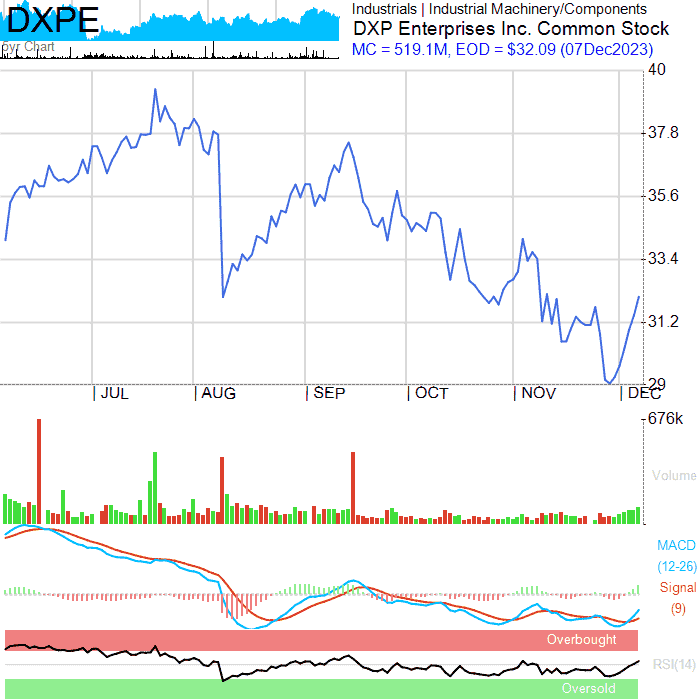 DXPE
5yr Chart
Industrials | Industrial Machinery/Components
DXP Enterprises Inc. Common Stock
MC = 519.1M, EOD = $32.09 (07Dec2023)
40
37.8
35.6
33.4
31.2
29
JUL AUG SEP OCT NOV DEC
676k
Volume
MACD
(12-26)
Signal
(9)
Overbought
RSI(14)
Oversold